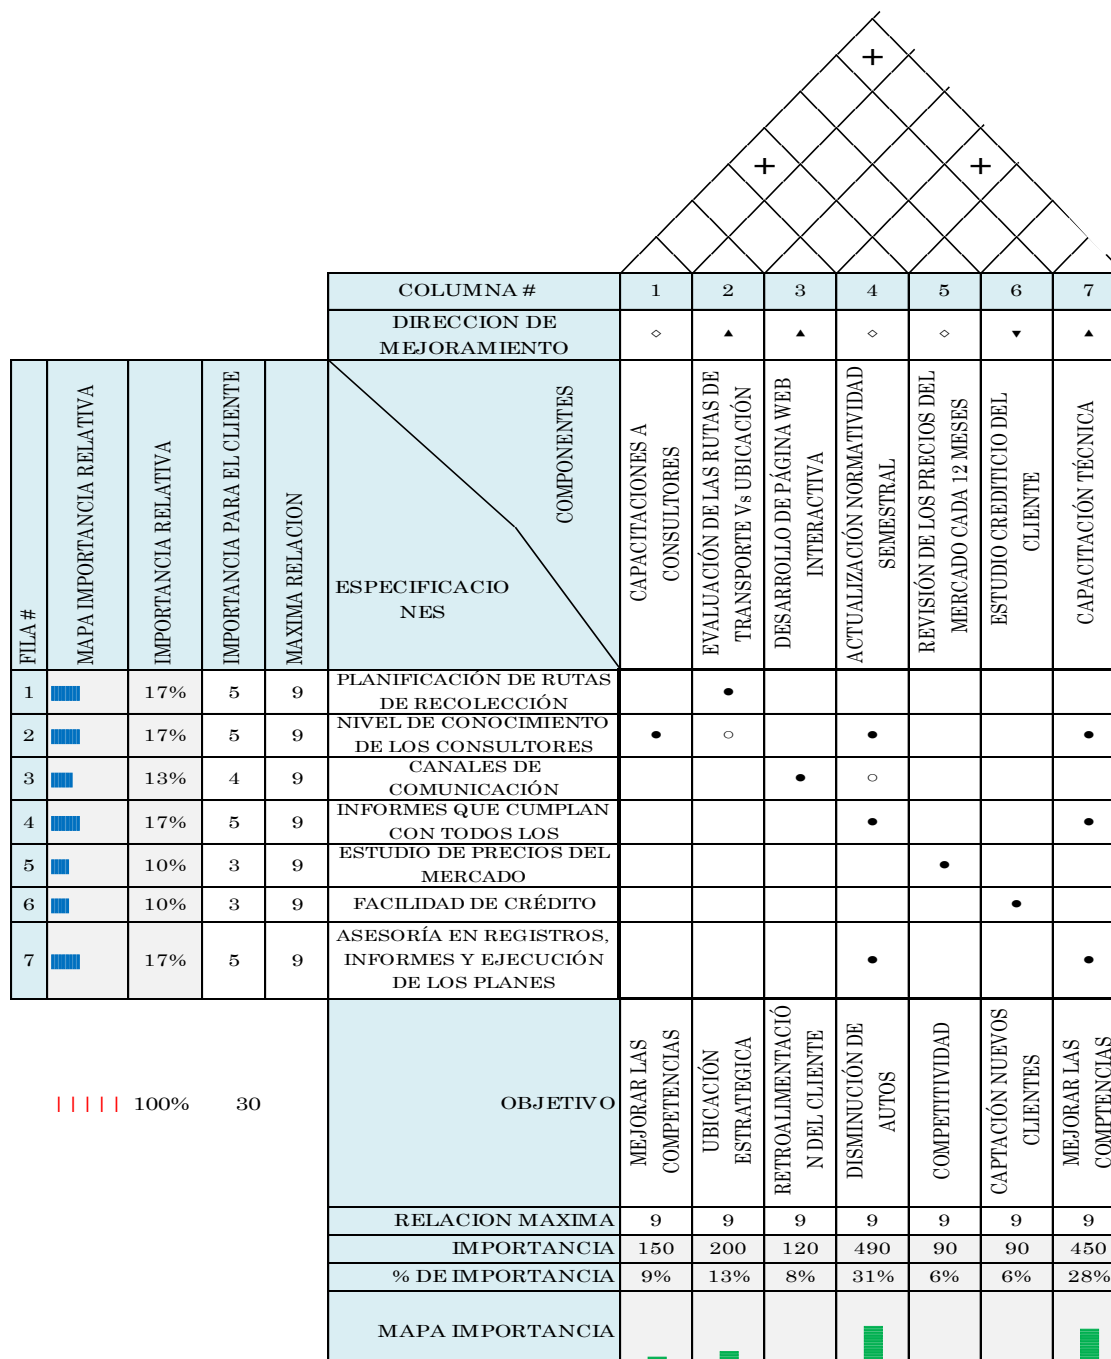 +
+ +
COLUMNA # 1 2 3 4 5 6 7
DIRECCION DE
MEJORAMIENTO ◇ ▲ ▲ ◇ ◇ ▼ ▲
FILA #
MAPA IMPORTANCIA RELATIVA
IMPORTANCIA RELATIVA
IMPORTANCIA PARA EL CLIENTE
MAXIMA RELACION
ESPECIFICACIO
NES
COMPONENTES
CAPACITACIONES A
CONSULTORES
EVALUACIÓN DE LAS RUTAS DE
TRANSPORTE Vs UBICACIÓN
DESARROLLO DE PÁGINA WEB
INTERACTIVA
ACTUALIZACIÓN NORMATIVIDAD
SEMESTRAL
REVISIÓN DE LOS PRECIOS DEL
MERCADO CADA 12 MESES
ESTUDIO CREDITICIO DEL
CLIENTE
CAPACITACIÓN TÉCNICA
1 17% 5 9 PLANIFICACIÓN DE RUTAS
DE RECOLECCIÓN ●
2 17% 5 9 NIVEL DE CONOCIMIENTO
DE LOS CONSULTORES ● ○ ● ●
3 13% 4 9 CANALES DE
COMUNICACIÓN ● ○
4 17% 5 9 INFORMES QUE CUMPLAN
CON TODOS LOS ● ●
5 10% 3 9 ESTUDIO DE PRECIOS DEL
MERCADO ●
6 10% 3 9 FACILIDAD DE CRÉDITO ●
7 17% 5 9 ASESORÍA EN REGISTROS,
INFORMES Y EJECUCIÓN
DE LOS PLANES ● ●
| | | | | 100% 30
OBJETIVO
MEJORAR LAS
COMPETENCIAS
UBICACIÓN
ESTRATEGICA
RETROALIMENTACIÓ
N DEL CLIENTE
DISMINUCIÓN DE
AUTOS
COMPETITIVIDAD
CAPTACIÓN NUEVOS
CLIENTES
MEJORAR LAS
COMPTENCIAS
RELACION MAXIMA 9 9 9 9 9 9 9
IMPORTANCIA 150 200 120 490 90 90 450
% DE IMPORTANCIA 9% 13% 8% 31% 6% 6% 28%
MAPA IMPORTANCIA